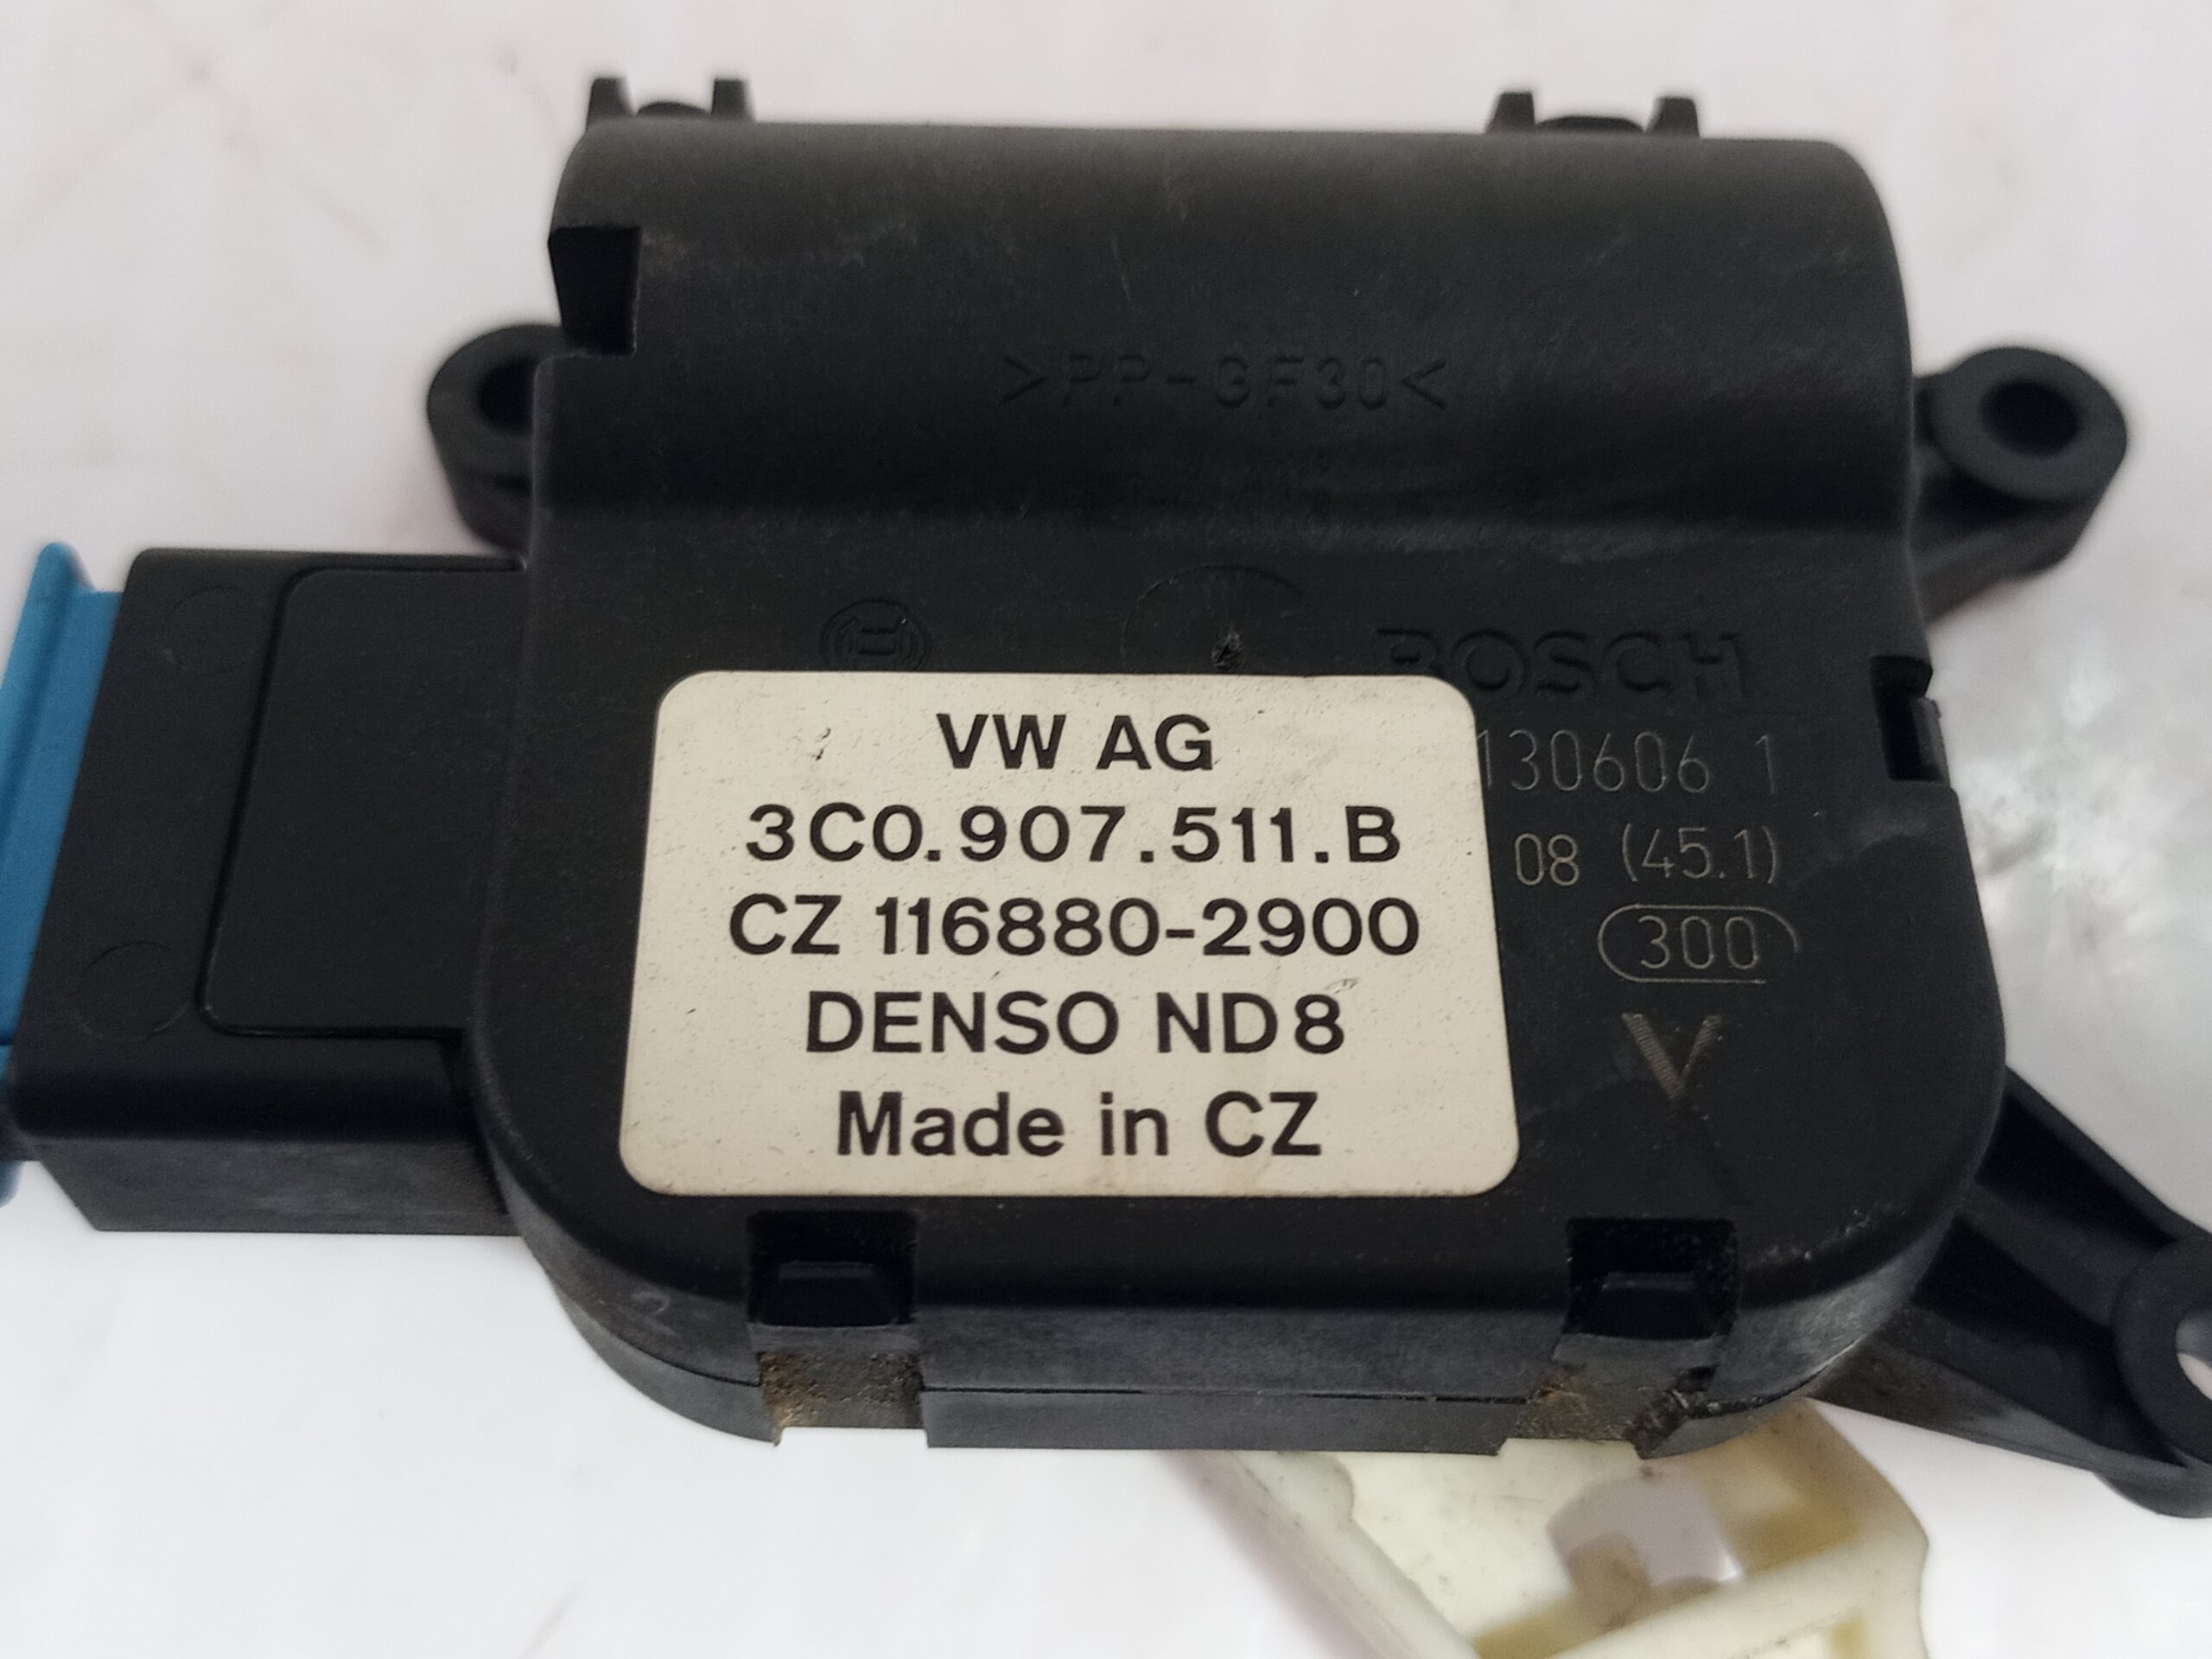 >PP-GF30<
BOSCH
VW AG
3C0.907.511.B
CZ 116880-2900
DENSO ND8
Made in CZ
130606 1
08 (45.1)
300
V